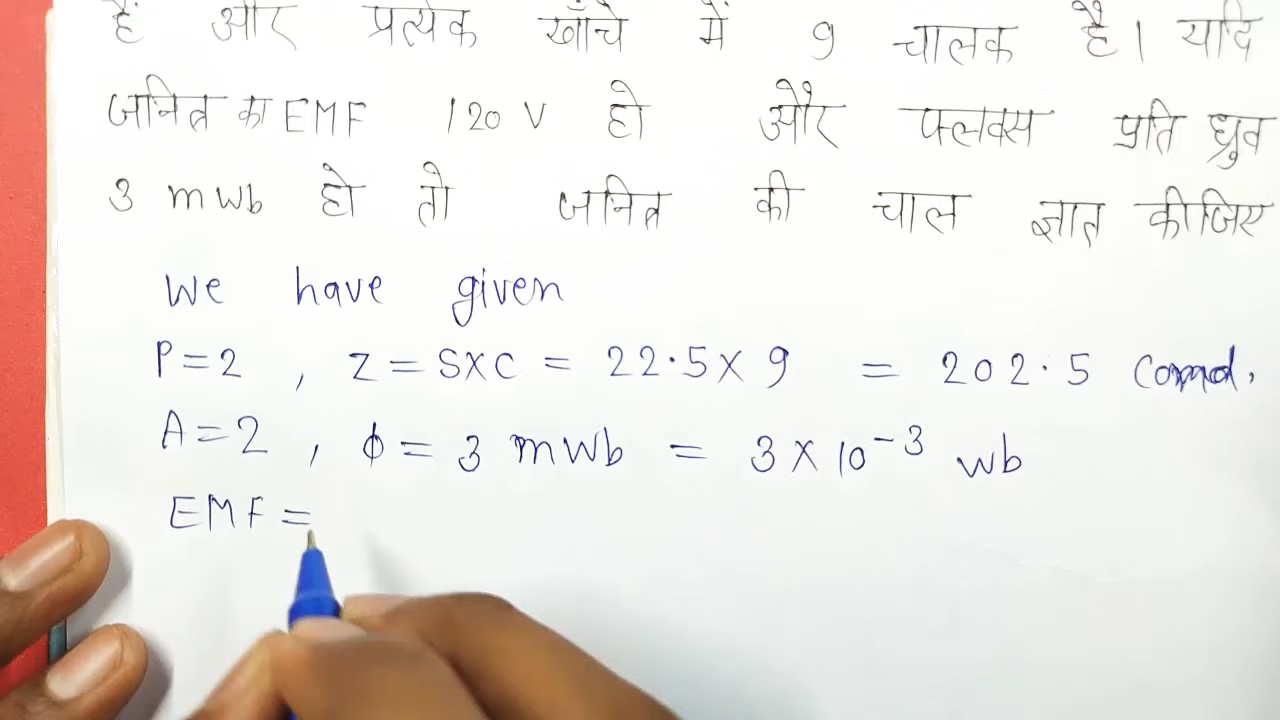 हैं और प्रत्येक खाँचे में 9 चालक है। यदि
जनित्र का EMF 120 V हो और फ्लक्स प्रति ध्रुव
3 mwb हो तो जनित्र की चाल ज्ञात कीजिए
We have given
P=2 , Z = S×C = 22.5×9 = 202.5 Cond.
A=2 , ф = 3 mwb = 3×10⁻³ wb
EMF =